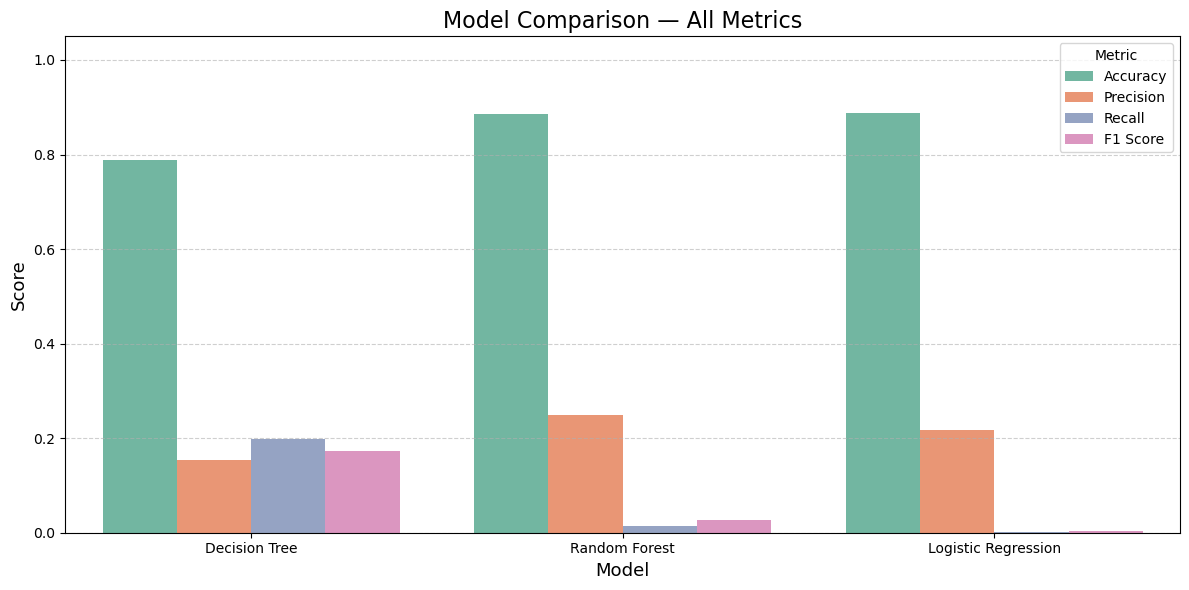 Model Comparison — All Metrics
Metric
Accuracy
Precision
Recall
F1 Score
Score
1.0
0.8
0.6
0.4
0.2
0.0
Decision Tree
Random Forest
Logistic Regression
Model